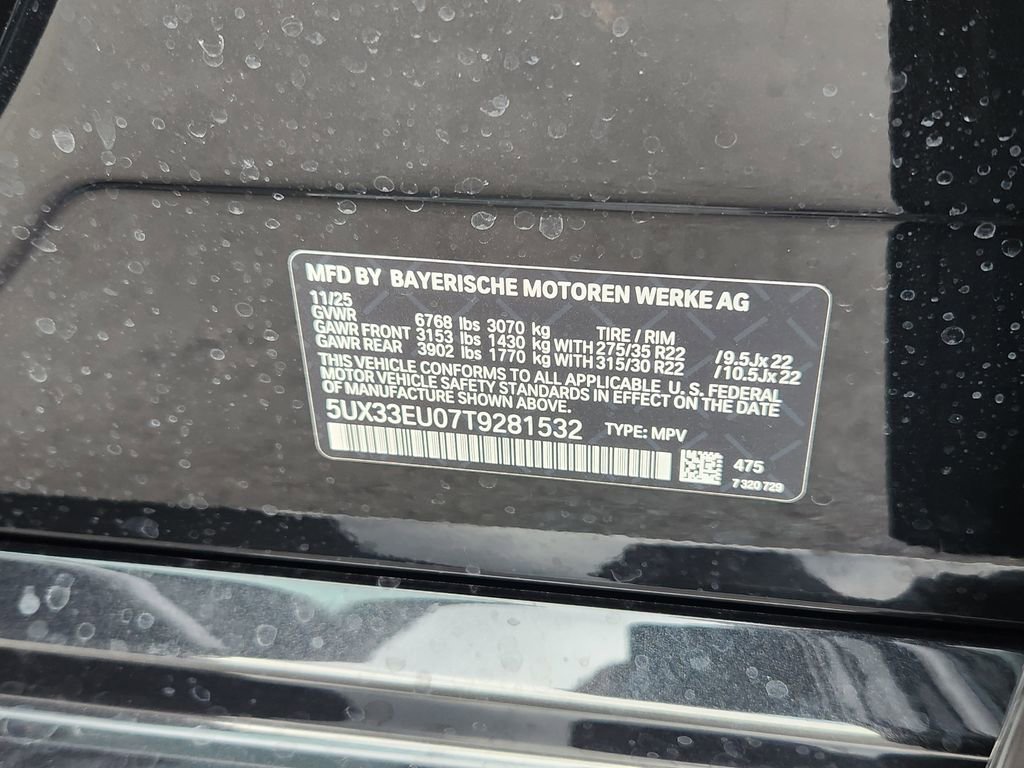 MFD BY BAYERISCHE MOTOREN WERKE AG
11/25
GVWR 6768 lbs 3070 kg TIRE / RIM
GAWR FRONT 3153 lbs 1430 kg WITH 275/35 R22 /9.5Jx22
GAWR REAR 3902 lbs 1770 kg WITH 315/30 R22 /10.5Jx22
THIS VEHICLE CONFORMS TO ALL APPLICABLE U. S. FEDERAL
MOTOR VEHICLE SAFETY STANDARDS IN EFFECT ON THE DATE
OF MANUFACTURE SHOWN ABOVE.
5UX33EU07T9281532 TYPE: MPV
475
7 320 729